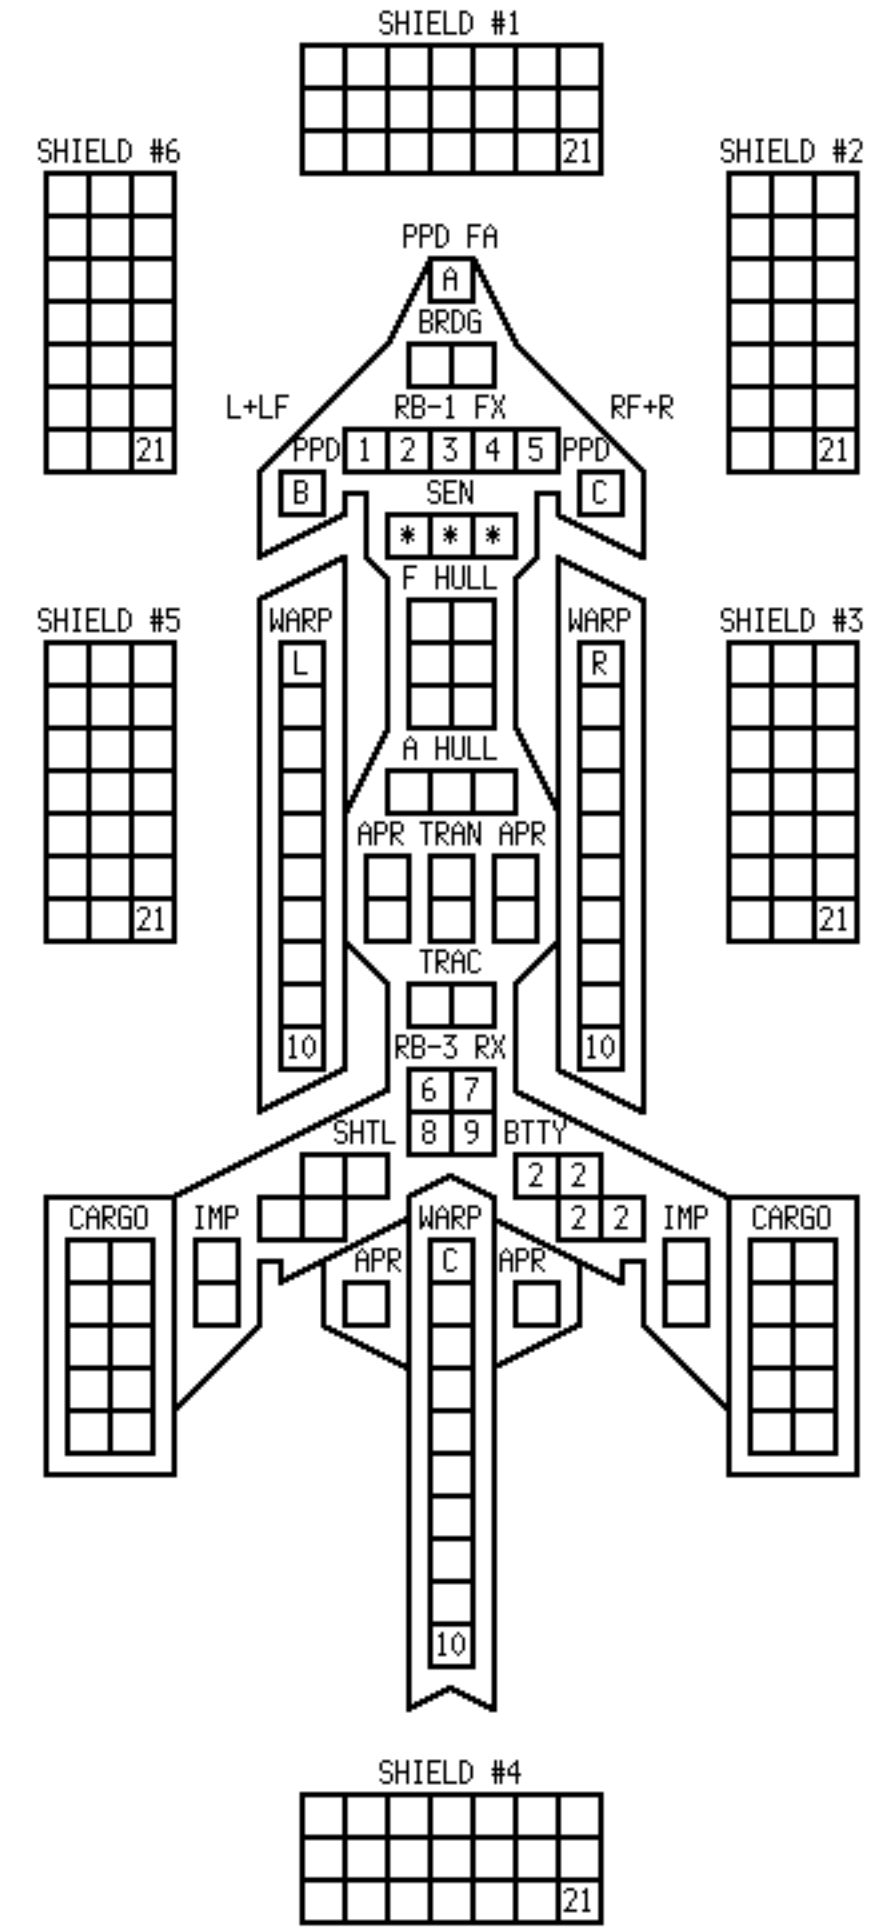 SHIELD #1
21
SHIELD #6
SHIELD #2
PPD FA
A
BRDG
L+LF RB-1 FX RF+R
21 PPD 1 2 3 4 5 PPD 21
B SEN C
* * *
F HULL
SHIELD #5 WARP WARP SHIELD #3
L R
A HULL
APR TRAN APR
21 21
TRAC
10 RB-3 RX 10
6 7
SHTL 8 9 BTTY
2 2
CARGO IMP WARP 2 2 IMP CARGO
APR C APR
10
SHIELD #4
21